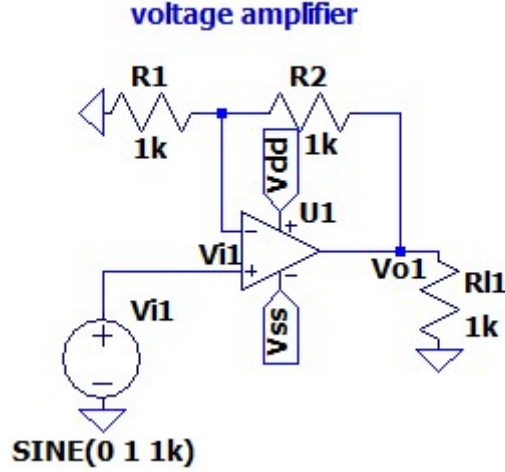 voltage amplifier
R1
R2
1k
1k
Vdd
U1
+
−
Vi1
+
Vo1
−
Vi1
Rl1
+
Vss
1k
−
SINE(0 1 1k)